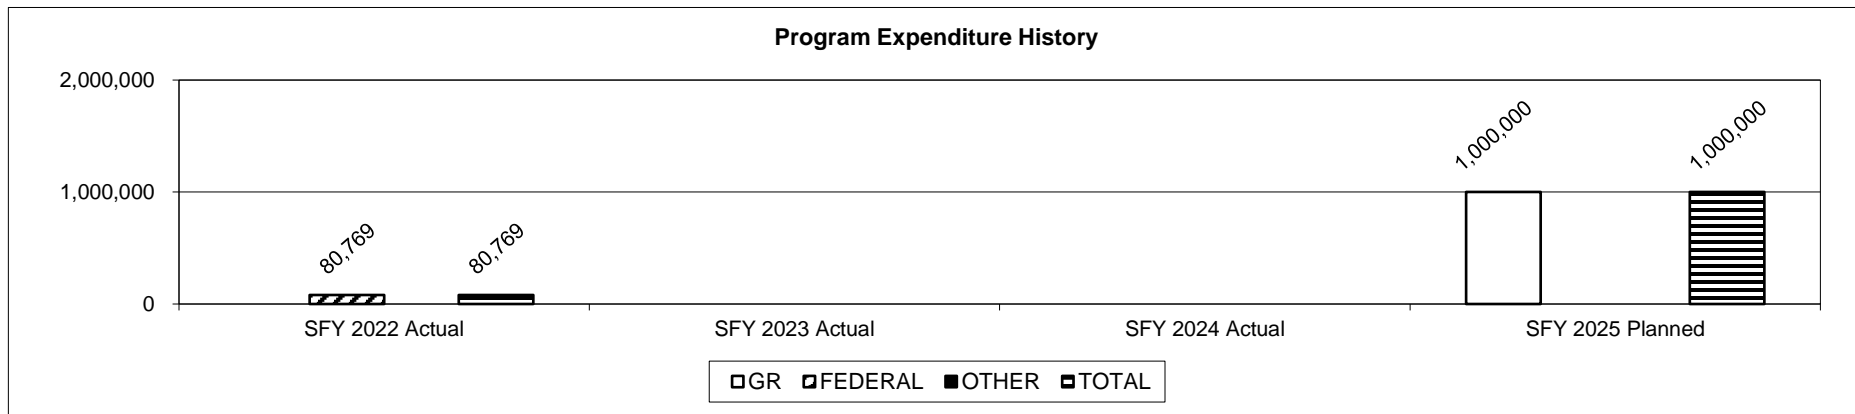 Program Expenditure History
2,000,000
1,000,000
0
80,769
80,769
1,000,000
1,000,000
SFY 2022 Actual
SFY 2023 Actual
SFY 2024 Actual
SFY 2025 Planned
GR FEDERAL OTHER TOTAL